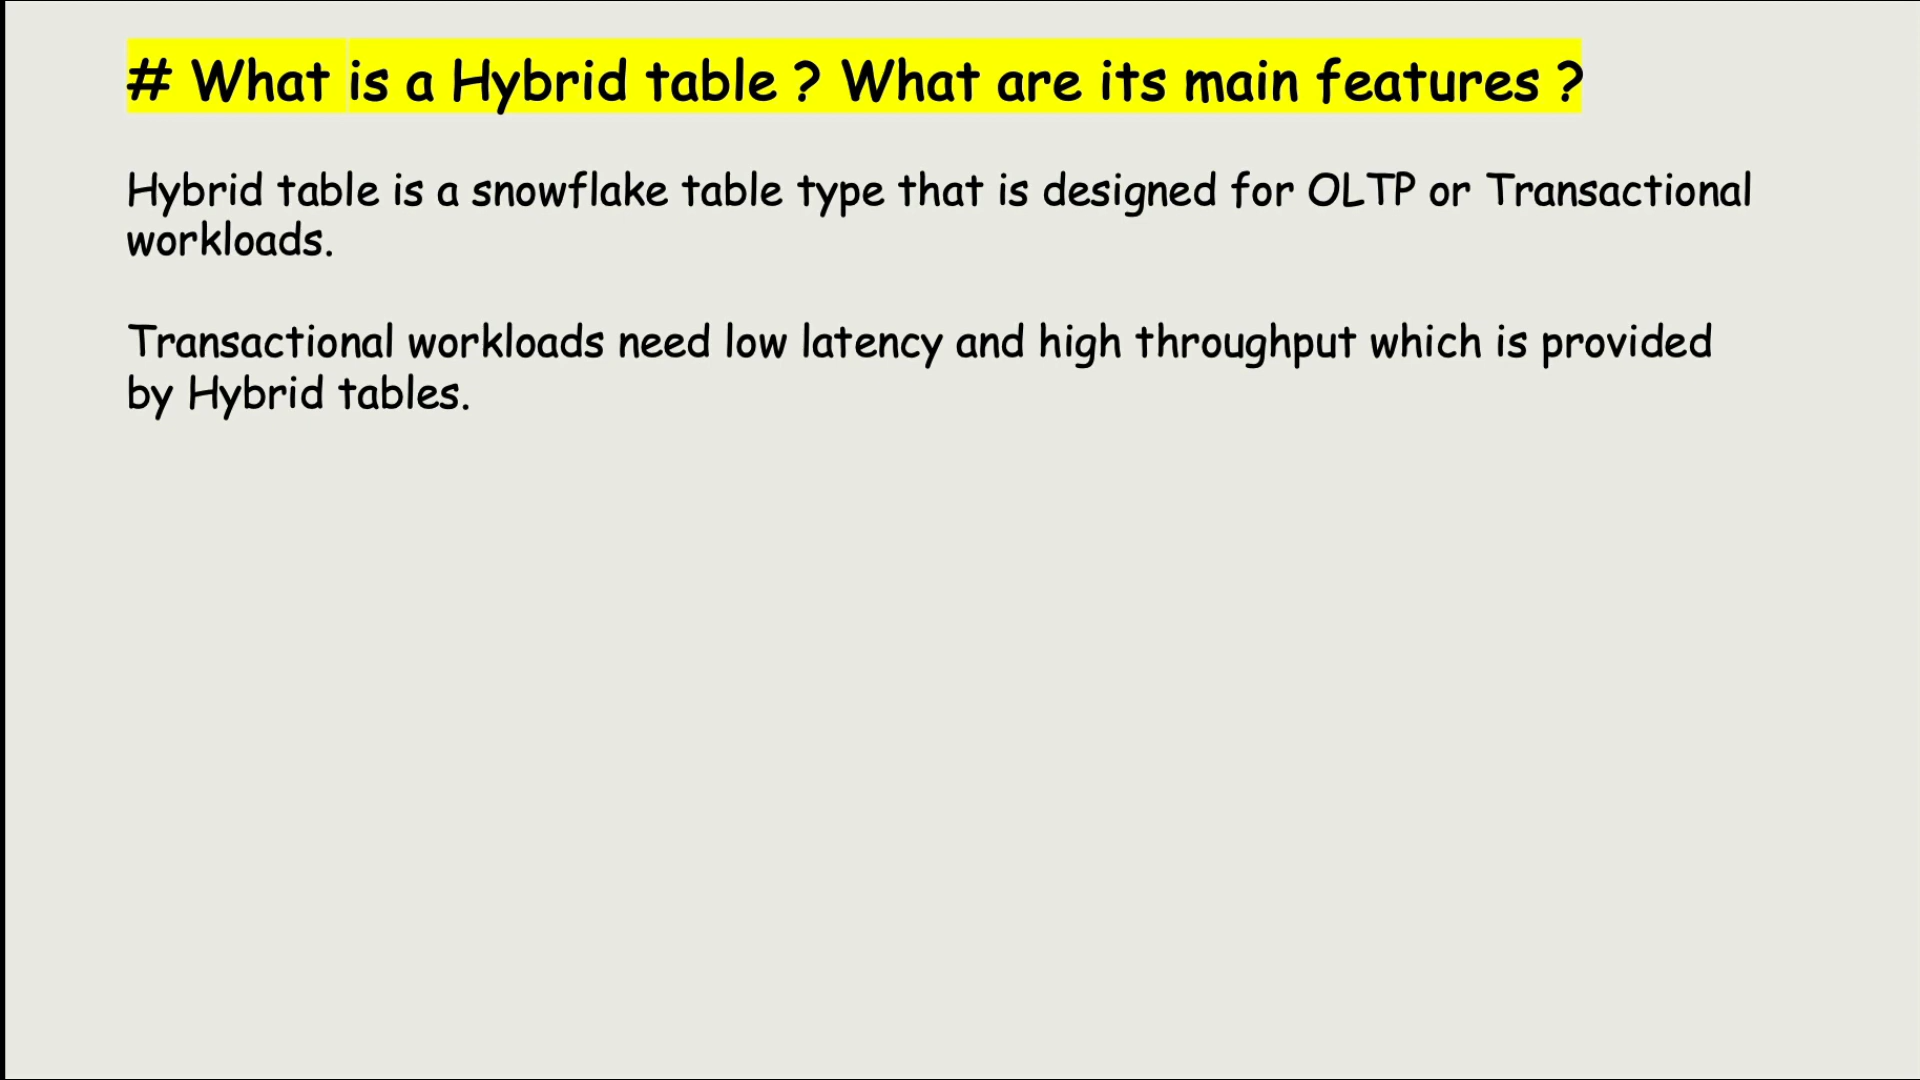 # What is a Hybrid table ? What are its main features ?
Hybrid table is a snowflake table type that is designed for OLTP or Transactional
workloads.
Transactional workloads need low latency and high throughput which is provided
by Hybrid tables.